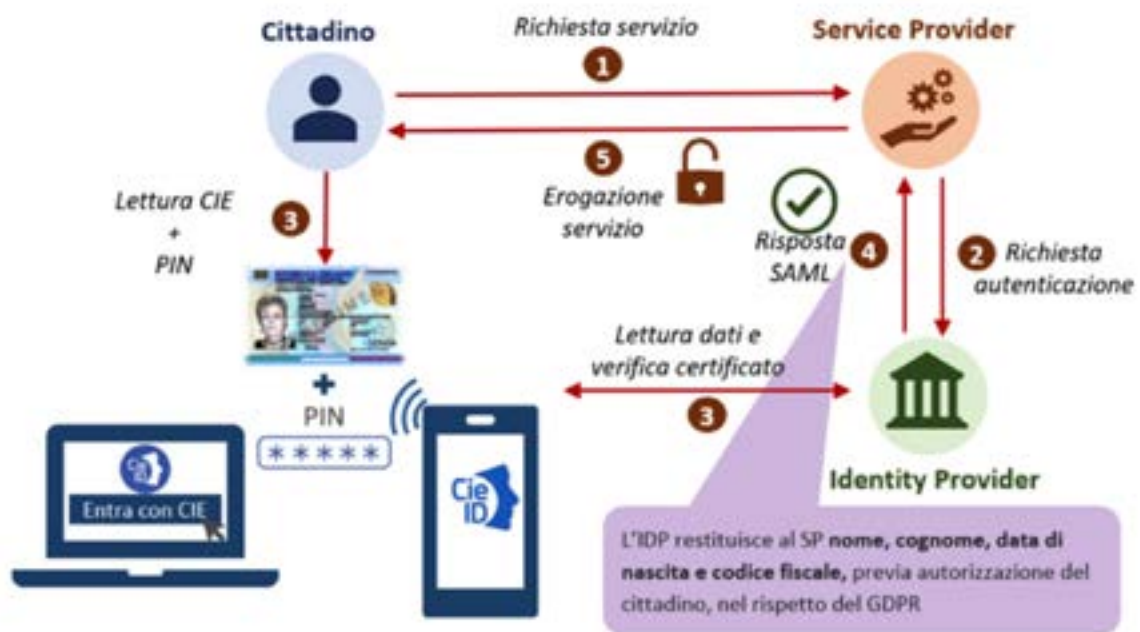 Cittadino
Richiesta servizio
Service Provider
1
5
Erogazione
servizio
Lettura CIE
+
PIN
3
Risposta
SAML
4
2
Richiesta
autenticazione
Lettura dati e
verifica certificato
3
+
PIN
*****
Cie
ID
Entra con CIE
Cie
ID
Identity Provider
L'IDP restituisce al SP nome, cognome, data di
nascita e codice fiscale, previa autorizzazione del
cittadino, nel rispetto del GDPR